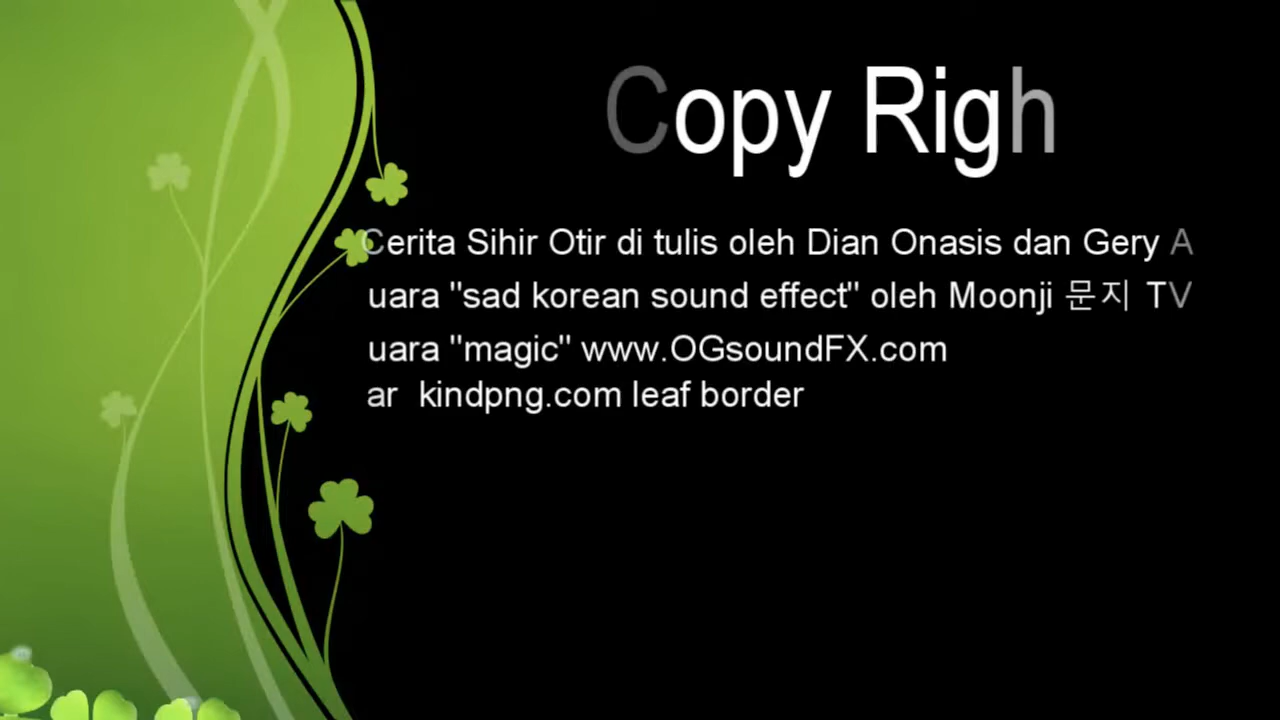 Copy Righ
Cerita Sihir Otir di tulis oleh Dian Onasis dan Gery A
uara "sad korean sound effect" oleh Moonji 문지 TV
uara "magic" www.OGsoundFX.com
ar kindpng.com leaf border